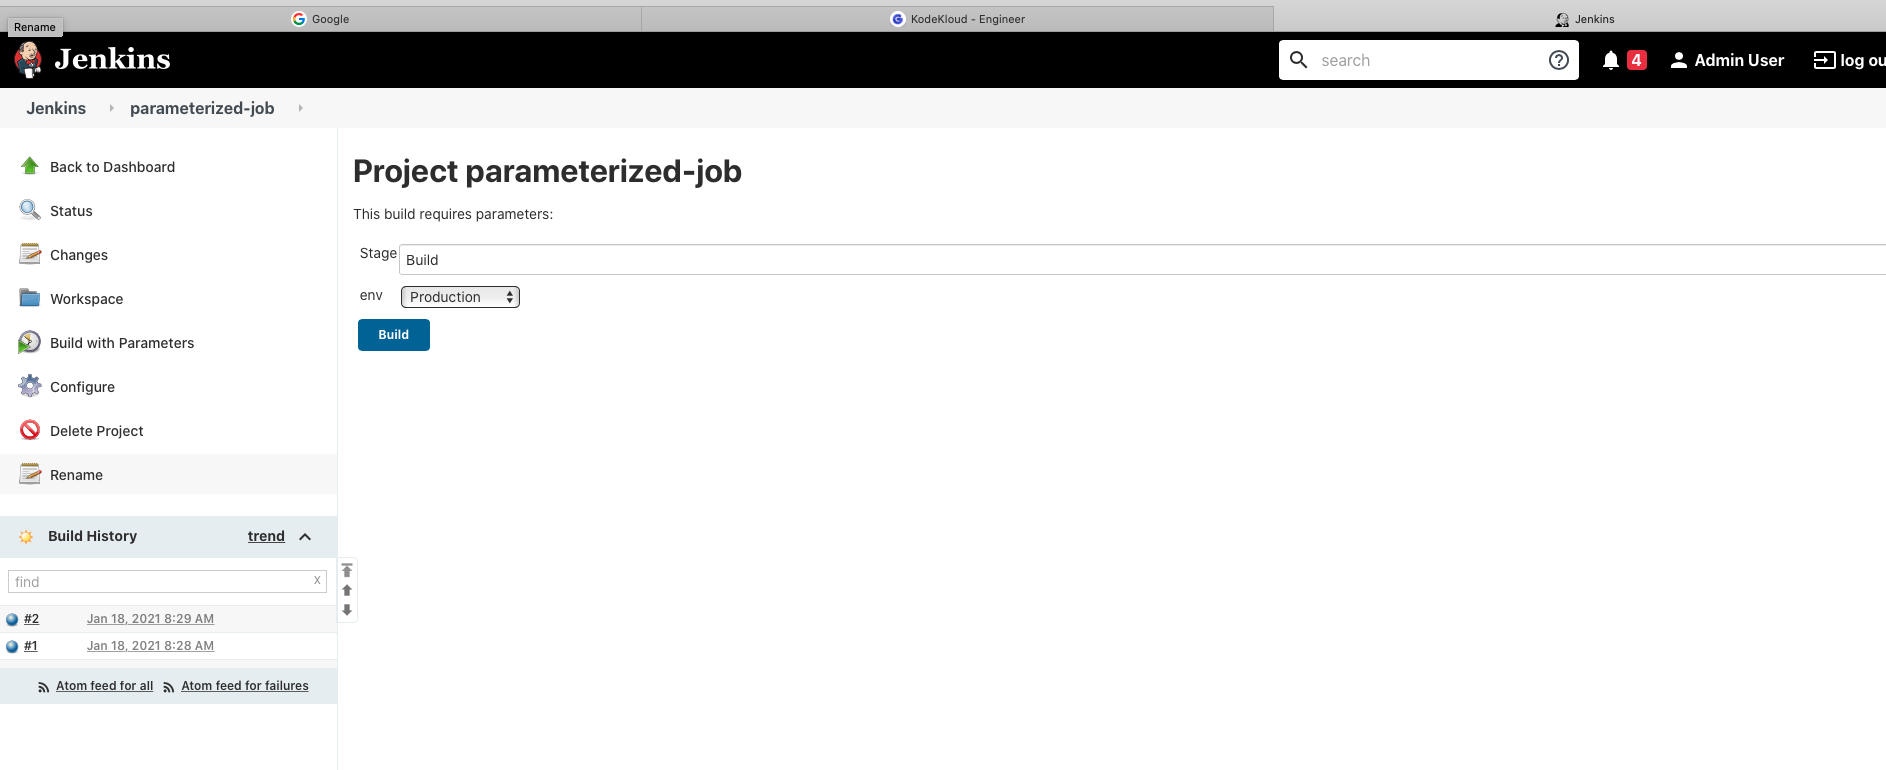 Google
KodeKloud - Engineer
Jenkins
Rename
Jenkins
search
4
Admin User
log ou
Jenkins
parameterized-job
Back to Dashboard
Status
Changes
Workspace
Build with Parameters
Configure
Delete Project
Rename
Build History
trend
find
x
#2 Jan 18, 2021 8:29 AM
#1 Jan 18, 2021 8:28 AM
Atom feed for all
Atom feed for failures
Project parameterized-job
This build requires parameters:
Stage
Build
env
Production
Build